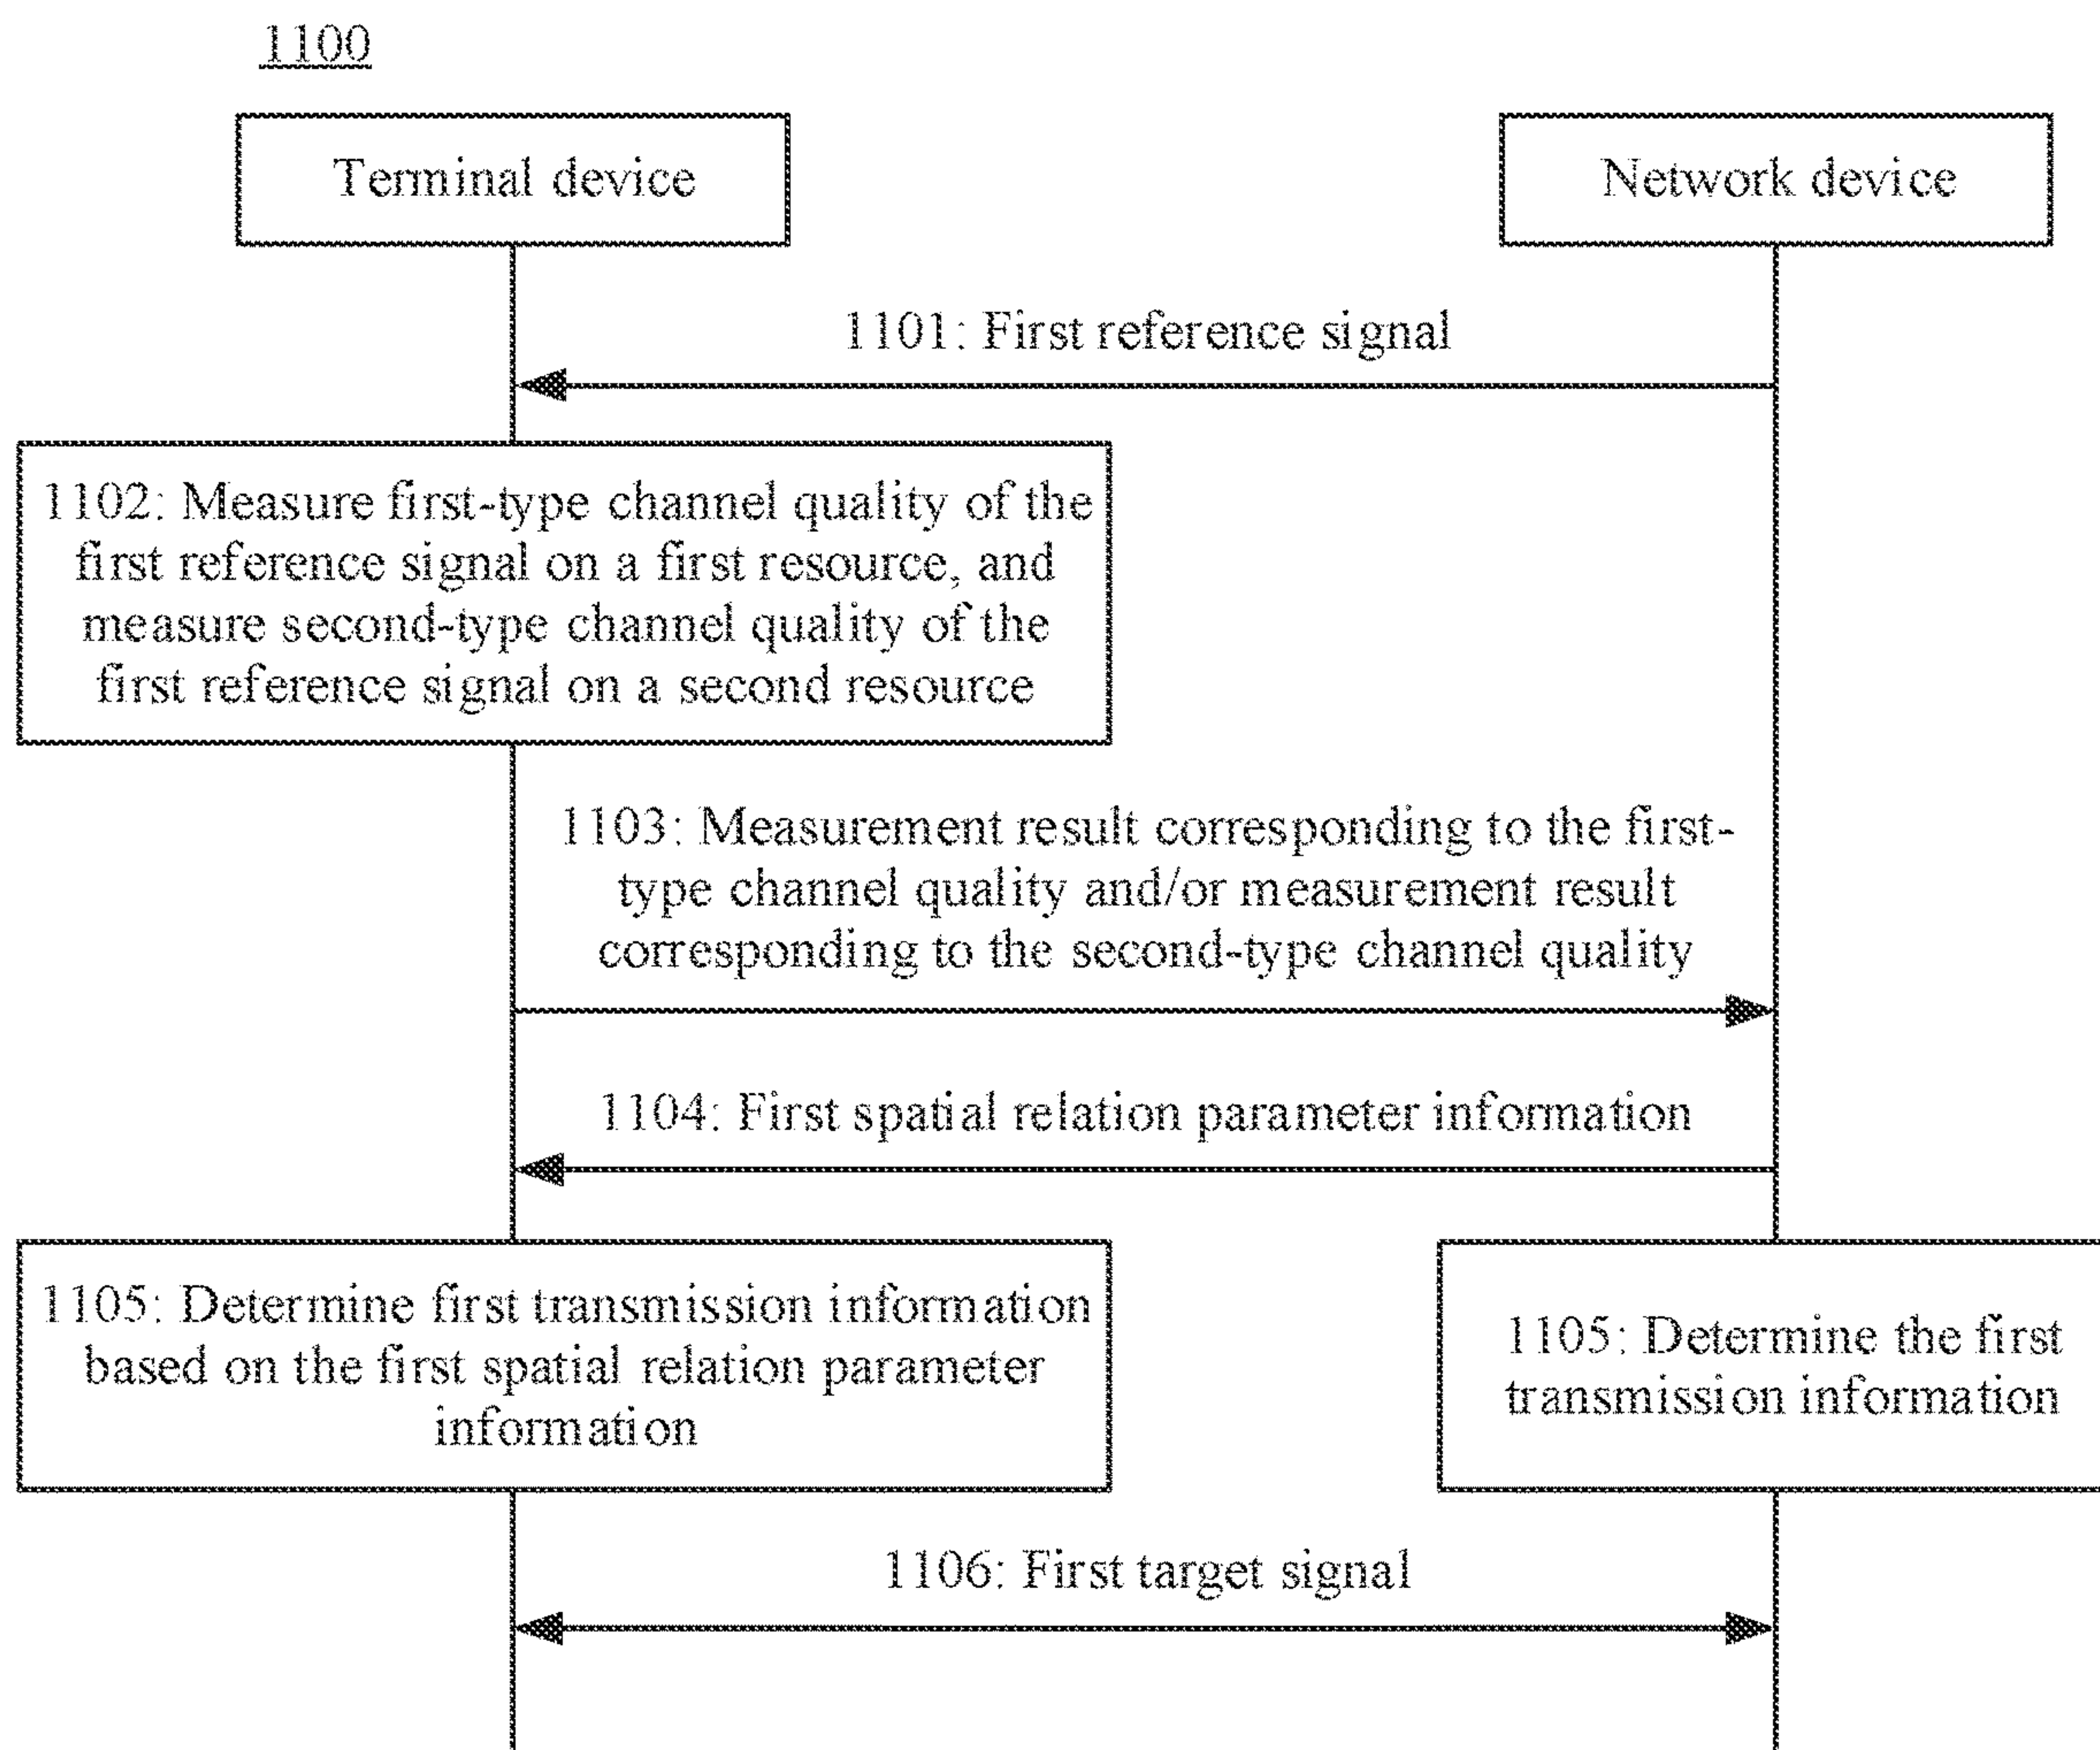 1100
Terminal device
Network device
1101: First reference signal
1102: Measure first-type channel quality of the
first reference signal on a first resource, and
measure second-type channel quality of the
first reference signal on a second resource
1103: Measurement result corresponding to the first-
type channel quality and/or measurement result
corresponding to the second-type channel quality
1104: First spatial relation parameter information
1105: Determine first transmission information
based on the first spatial relation parameter
information
1105: Determine the first
transmission information
1106: First target signal